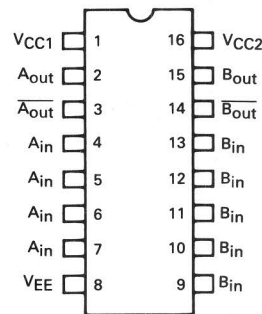 VCC1 1 16 VCC2
Aout 2 15 Bout
Aout 3 14 Bout
Ain 4 13 Bin
Ain 5 12 Bin
Ain 6 11 Bin
Ain 7 10 Bin
VEE 8 9 Bin